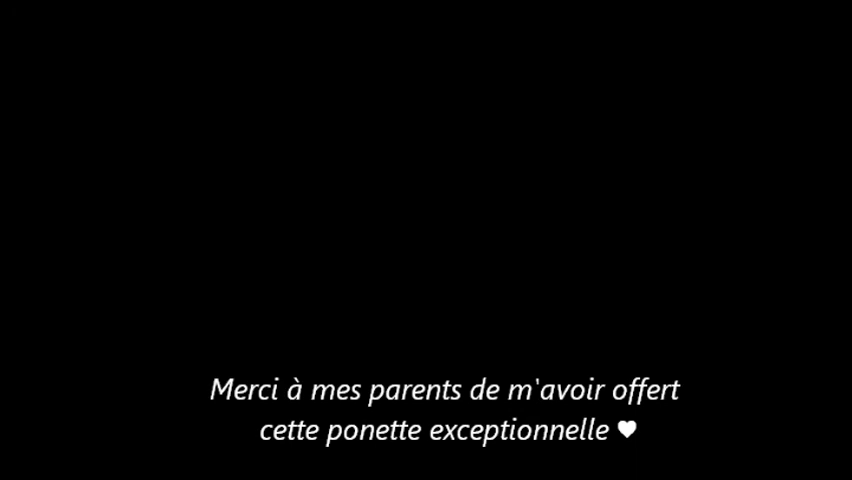 Merci à mes parents de m'avoir offert
cette ponette exceptionnelle ♥